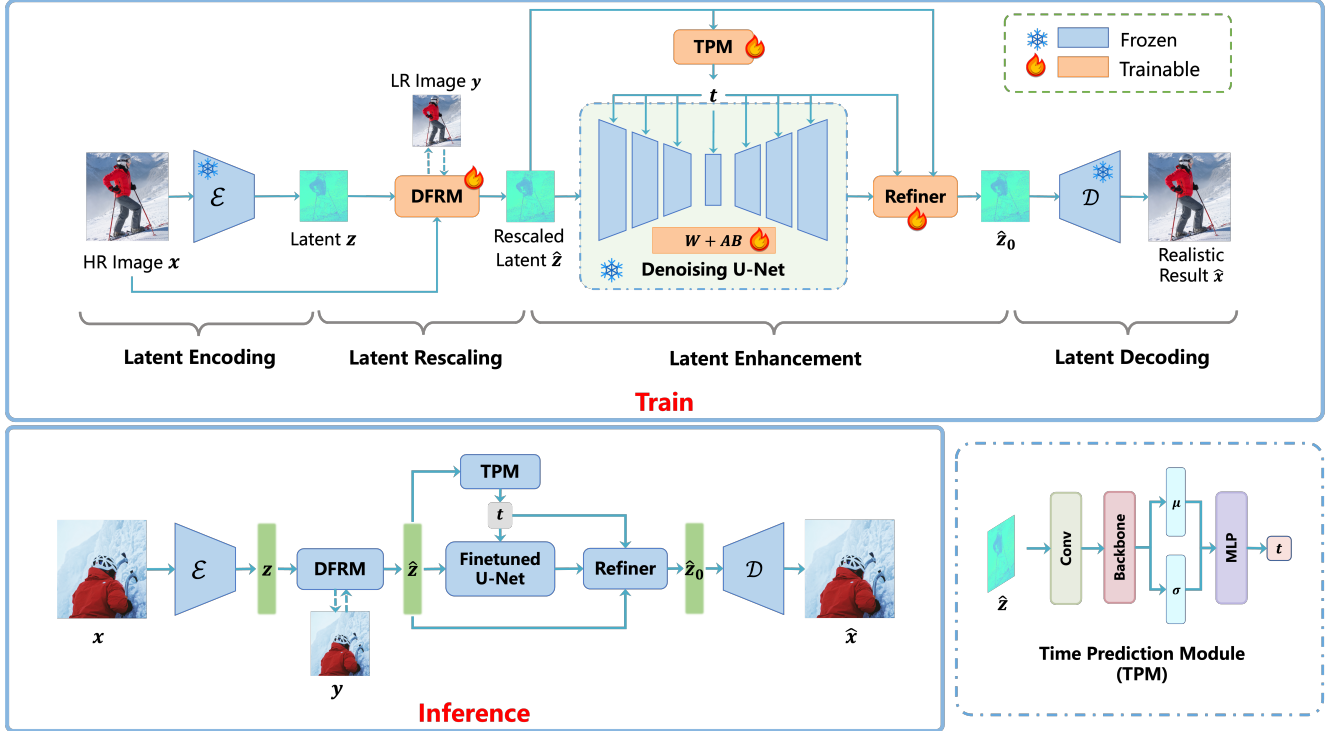 TPM
Frozen
Trainable
LR Image y
t
ℰ
DFRM
Refiner
𝒟
Latent z
Rescaled
Latent ẑ
W + AB
Denoising U-Net
ẑ₀
HR Image x
Realistic
Result x̂
Latent Encoding
Latent Rescaling
Latent Enhancement
Latent Decoding
Train
TPM
t
ℰ
z
DFRM
ẑ
Finetuned
U-Net
Refiner
ẑ₀
𝒟
x
x̂
y
Inference
ẑ
Conv
Backbone
μ
σ
MLP
t
Time Prediction Module
(TPM)